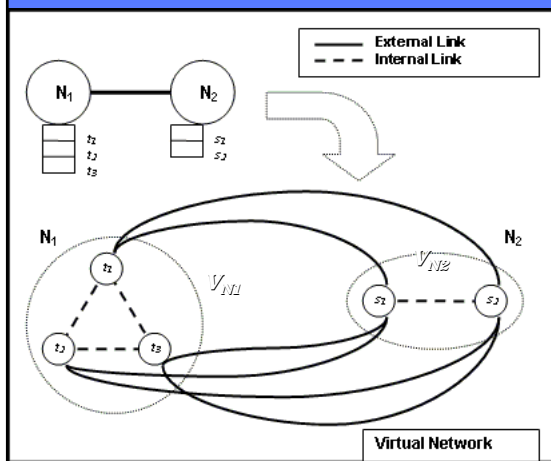 External Link
Internal Link
N1 N2
t1
t2
t3
s1
s2
N1 N2
VN1 VN2
t1
s1 s2
t2 t3
Virtual Network